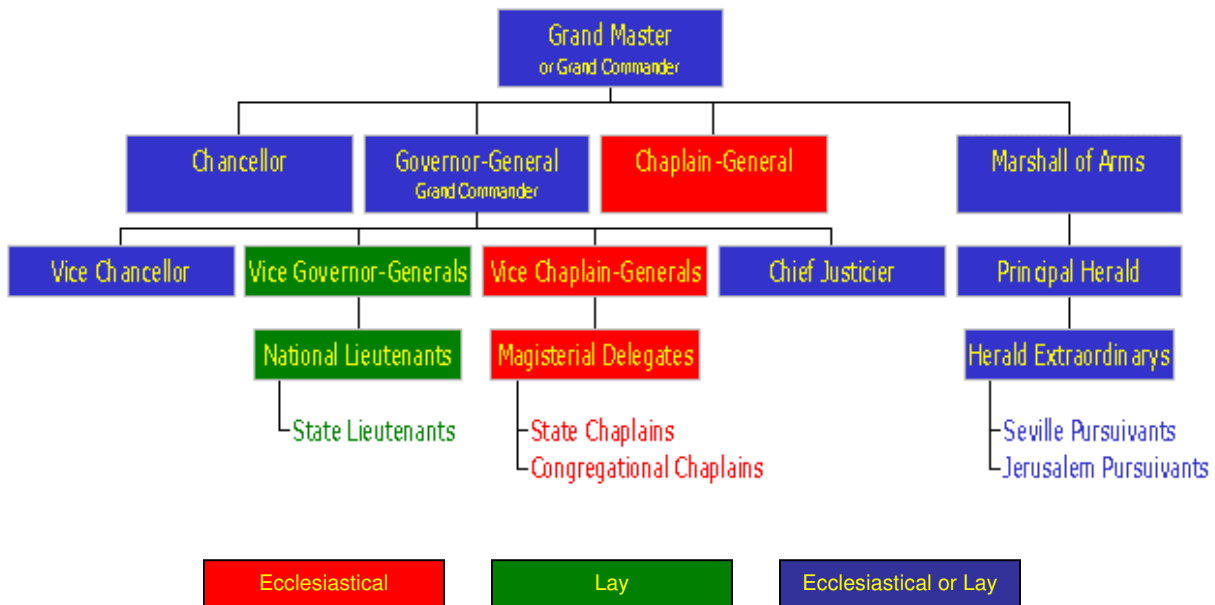 Grand Master
or Grand Commander
Chancellor
Governor-General
Grand Commander
Chaplain-General
Marshall of Arms
Vice Chancellor
Vice Governor-Generals
Vice Chaplain-Generals
Chief Justicier
Principal Herald
National Lieutenants
Magisterial Delegates
Herald Extraordinarys
State Lieutenants
State Chaplains
Seville Pursuivants
Congregational Chaplains
Jerusalem Pursuivants
Ecclesiastical
Lay
Ecclesiastical or Lay